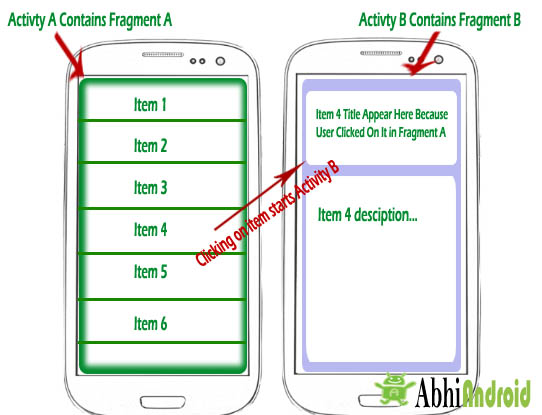 Activty A Contains Fragment A
Activty B Contains Fragment B
Item 1
Item 2
Item 3
Item 4
Item 5
Item 6
Clicking on item starts Activity B
Item 4 Title Appear Here Because
User Clicked On It in Fragment A
Item 4 desciption...
AbhiAndroid